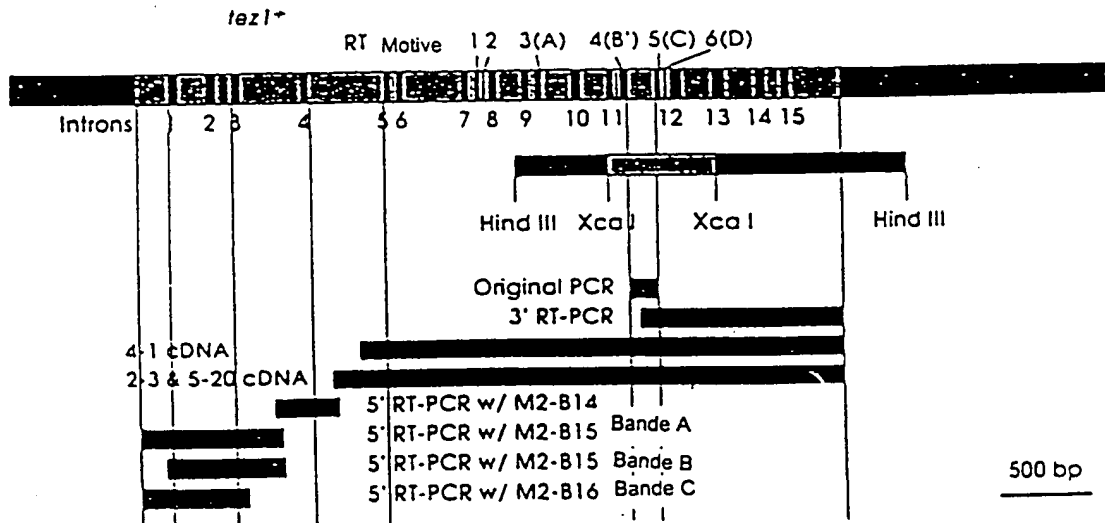 tez1+
RT Motive 1 2 3(A) 4(B') 5(C) 6(D)
Introns 1 2 3 4 5 6 7 8 9 10 11 12 13 14 15
Hind III Xca I Xca I Hind III
Original PCR
3' RT-PCR
4-1 cDNA
2-3 & 5-20 cDNA
5' RT-PCR w/ M2-B14
5' RT-PCR w/ M2-B15 Bande A
5' RT-PCR w/ M2-B15 Bande B
5' RT-PCR w/ M2-B16 Bande C
500 bp